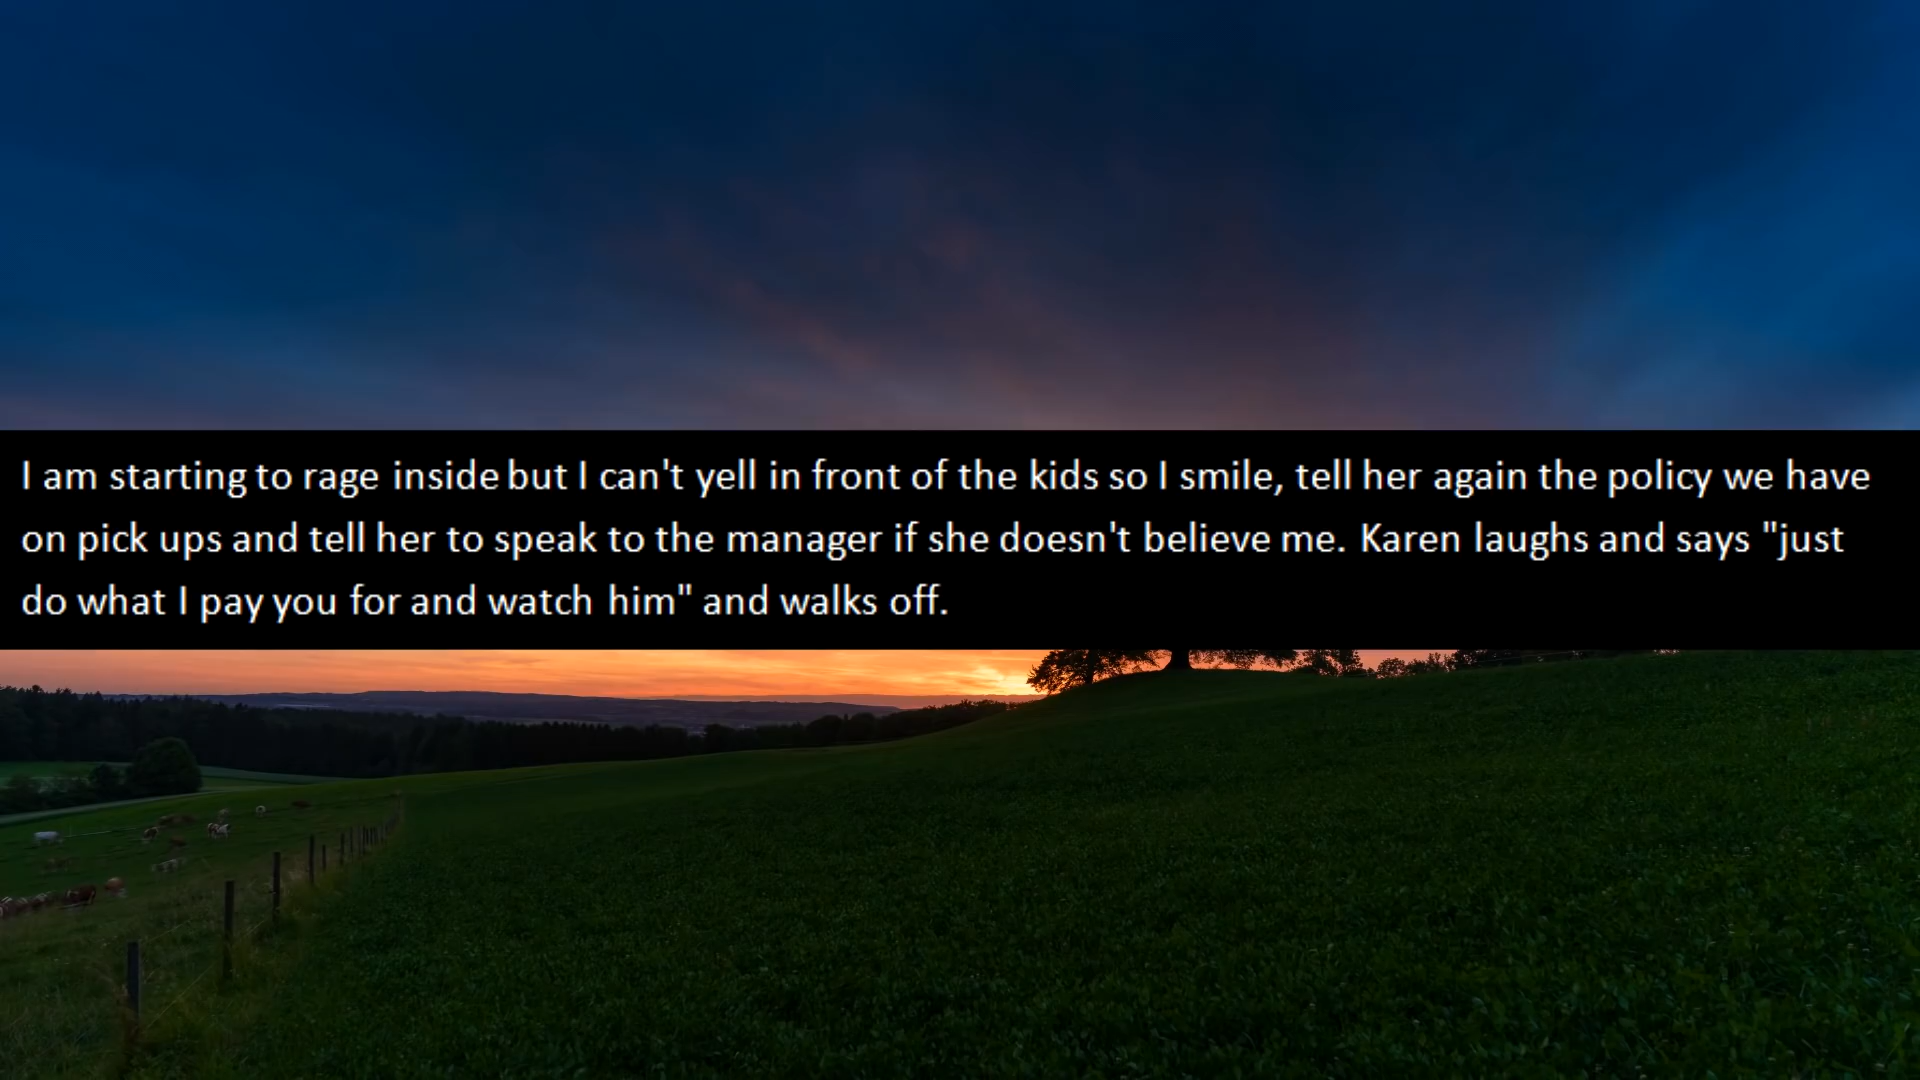 I am starting to rage inside but I can't yell in front of the kids so I smile, tell her again the policy we have
on pick ups and tell her to speak to the manager if she doesn't believe me. Karen laughs and says "just
do what I pay you for and watch him" and walks off.